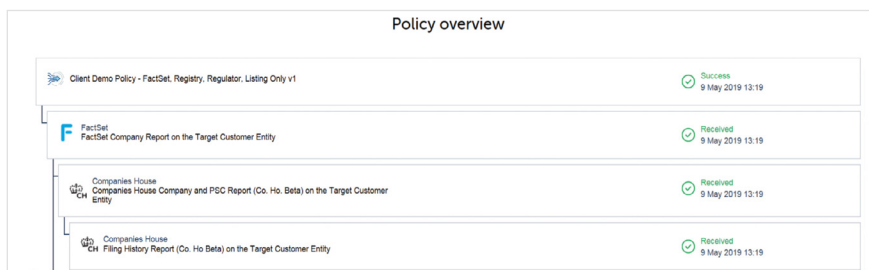 Policy overview
Client Demo Policy - FactSet, Registry, Regulator, Listing Only v1
Success
9 May 2019 13:19
FactSet
FactSet Company Report on the Target Customer Entity
Received
9 May 2019 13:19
Companies House
Companies House Company and PSC Report (Co. Ho. Beta) on the Target Customer
Entity
CH
Received
9 May 2019 13:19
Companies House
Filing History Report (Co. Ho Beta) on the Target Customer Entity
CH
Received
9 May 2019 13:19